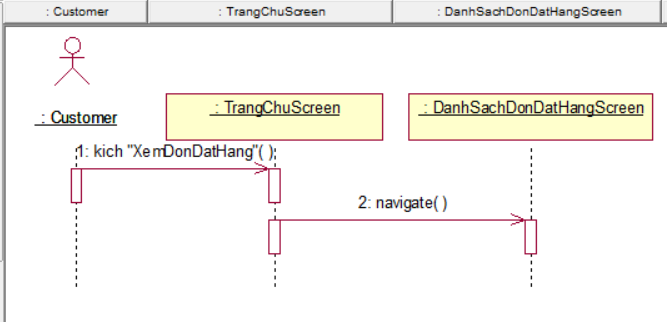 : Customer
: TrangChuScreen
: DanhSachDonDatHangScreen
: Customer
: TrangChuScreen
: DanhSachDonDatHangScreen
1: kich "XemDonDatHang"( );
2: navigate( )